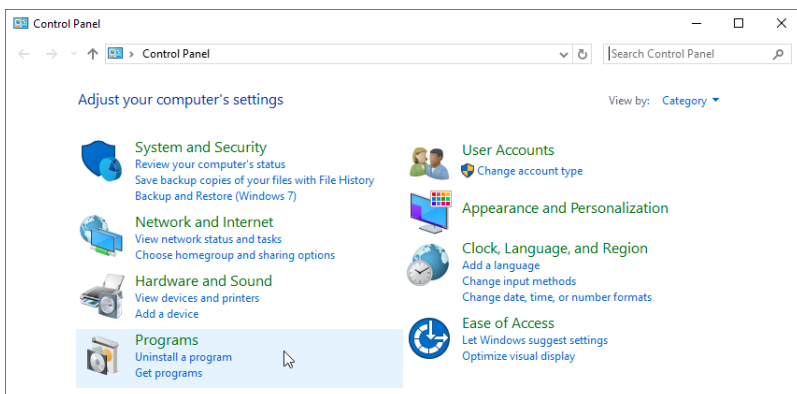 Control Panel
Control Panel
Search Control Panel
Adjust your computer's settings
View by: Category
System and Security
Review your computer's status
Save backup copies of your files with File History
Backup and Restore (Windows 7)
Network and Internet
View network status and tasks
Choose homegroup and sharing options
Hardware and Sound
View devices and printers
Add a device
Programs
Uninstall a program
Get programs
User Accounts
Change account type
Appearance and Personalization
Clock, Language, and Region
Add a language
Change input methods
Change date, time, or number formats
Ease of Access
Let Windows suggest settings
Optimize visual display